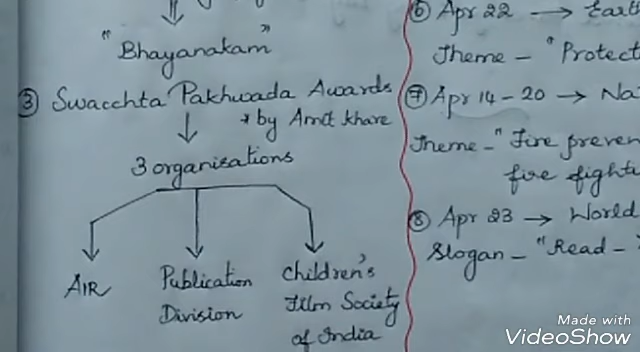 "Bhayanakam"
③ Swacchta Pakhwada Awards
* by Amit Khare
3 organisations
AIR
Publication
Division
Children's
Film Society
of India
⑥ Apr 22 → Earth
Theme - "Protect
⑦ Apr 14-20 → Na
Theme - "Fire preven
fire fighti
⑧ Apr 23 → World
Slogan - "Read -
Made with
VideoShow